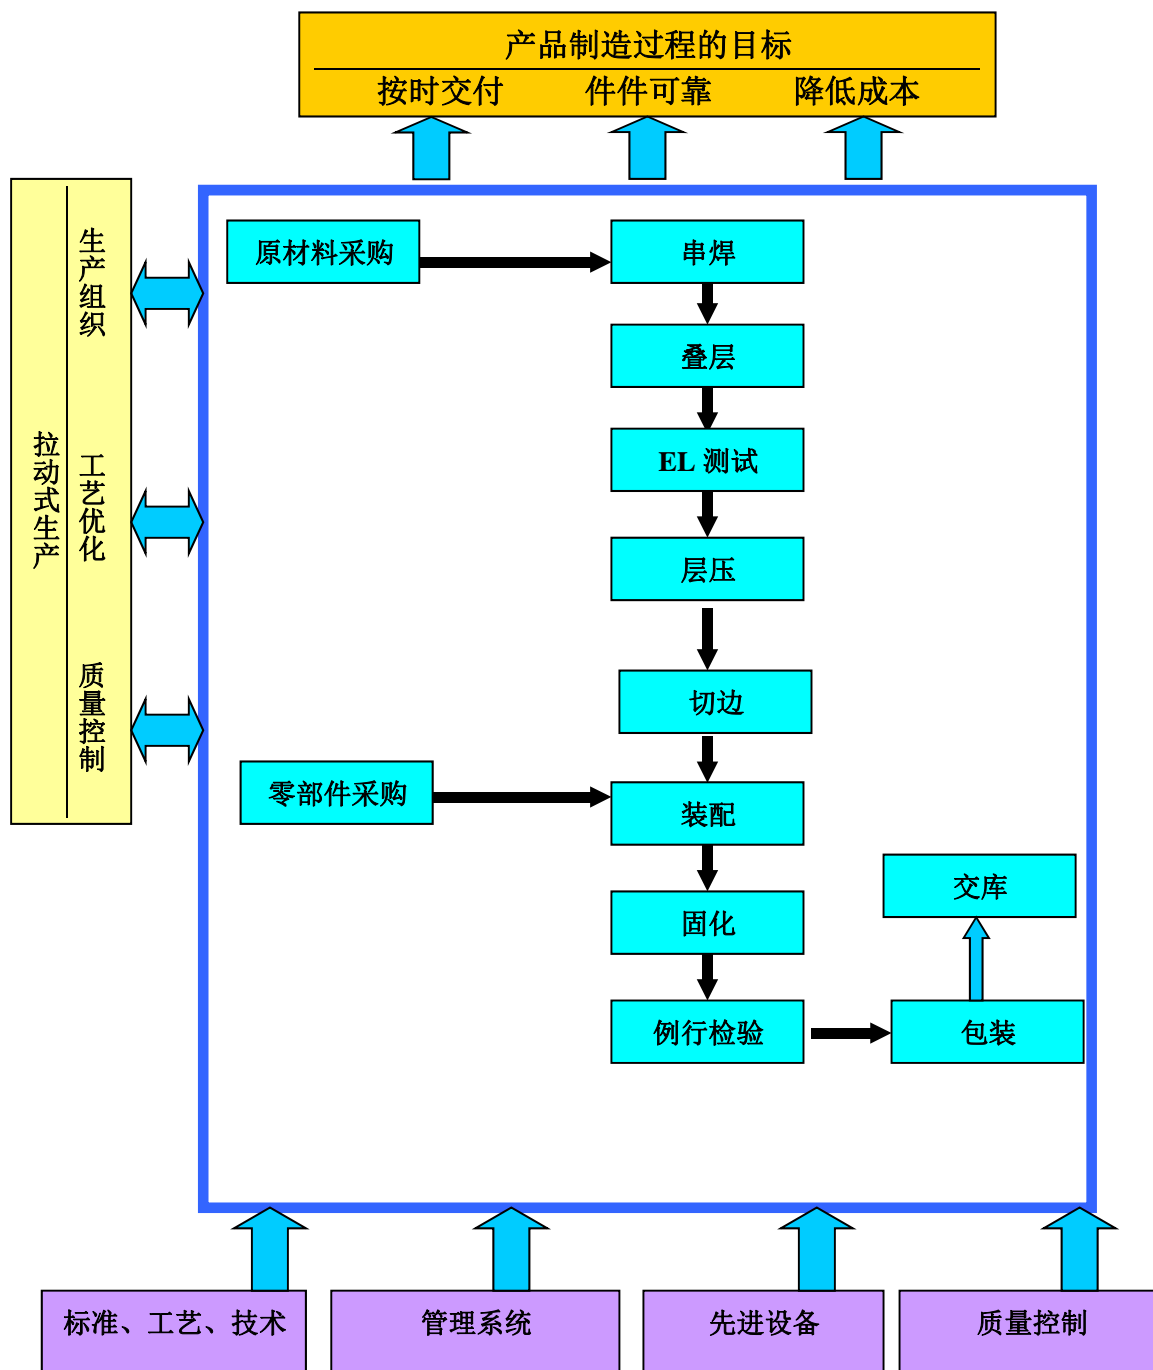 产品制造过程的目标
按时交付 件件可靠 降低成本
拉动式生产
生产组织
工艺优化
质量控制
原材料采购
串焊
叠层
EL 测试
层压
切边
零部件采购
装配
固化
交库
例行检验
包装
标准、工艺、技术
管理系统
先进设备
质量控制